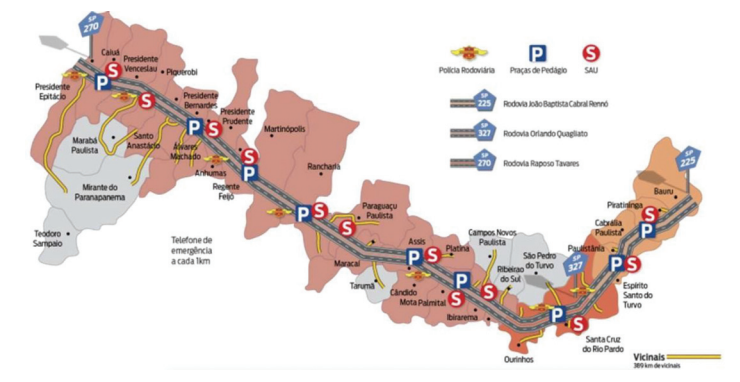 SP
270
Caiuá
Presidente
Venceslau
Piquerobi
Presidente
Epitácio
Presidente
Bernardes
Presidente
Prudente
Martinópolis
Marabá
Paulista
Santo
Anastário
Álvares
Machado
Anhumas
Regente
Feijó
Rancharia
Mirante do
Paranapanema
Teodoro
Sampaio
Telefone de
emergência
a cada 1km
Paraguaçu
Paulista
Maracaí
Tarumã
Assis
Platina
Cândido
Mota
Palmital
Ibirarema
Campos Novos
Paulista
Ribeirao
do Sul
São Pedro
do Turvo
Ourinhos
Santa Cruz
do Rio Pardo
Espírito
Santo do
Turvo
SP
327
Paulistânia
Cabrália
Paulista
Piratininga
Bauru
SP
225
P
S
Polícia Rodoviária
Praças de Pedágio
SAU
SP
225
Rodovia João Baptista Cabral Rennó
SP
327
Rodovia Orlando Quagliato
SP
270
Rodovia Raposo Tavares
Vicinais
389 km de vicinais